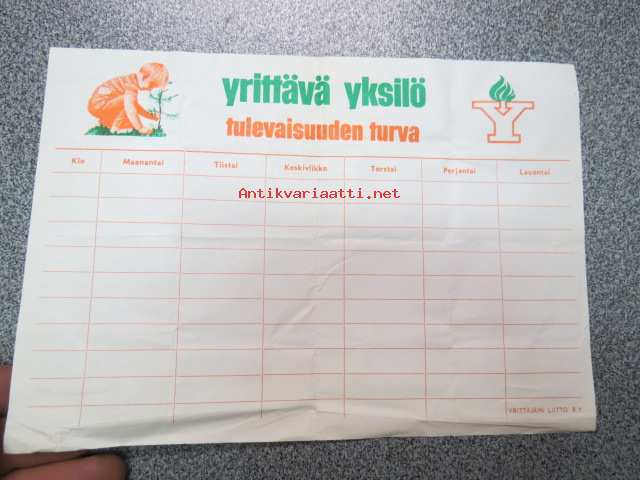 yrittävä yksilö
tulevaisuuden turva
Y
Klo Maanantai Tiistai Keskiviikko Torstai Perjantai Lauantai
Antikvariaatti.net
YRITTÄJÄIN LIITTO R.Y.